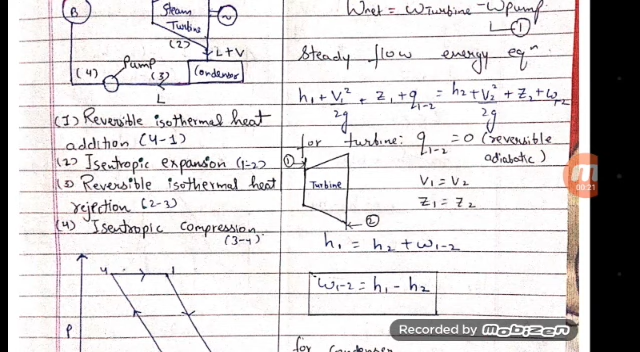 B
Steam
Turbine
(2)
L+V
Pump
(4)
(3)
Condensor
L
(1) Reversible isothermal heat
addition (4-1)
(2) Isentropic expansion (1-2)
(3) Reversible isothermal heat
rejection (2-3)
(4) Isentropic compression
(3-4)
4
1
P
Wnet = WTurbine - Wpump
1
Steady flow energy eqn
h1 + V1²/2g + Z1 + q1-2 = h2 + V2²/2g + Z2 + w1-2
for turbine: q1-2 = 0 (reversible
adiabatic)
1
Turbine
2
V1 = V2
Z1 = Z2
h1 = h2 + w1-2
w1-2 = h1 - h2
for Condenser
00:21
Recorded by mobizen